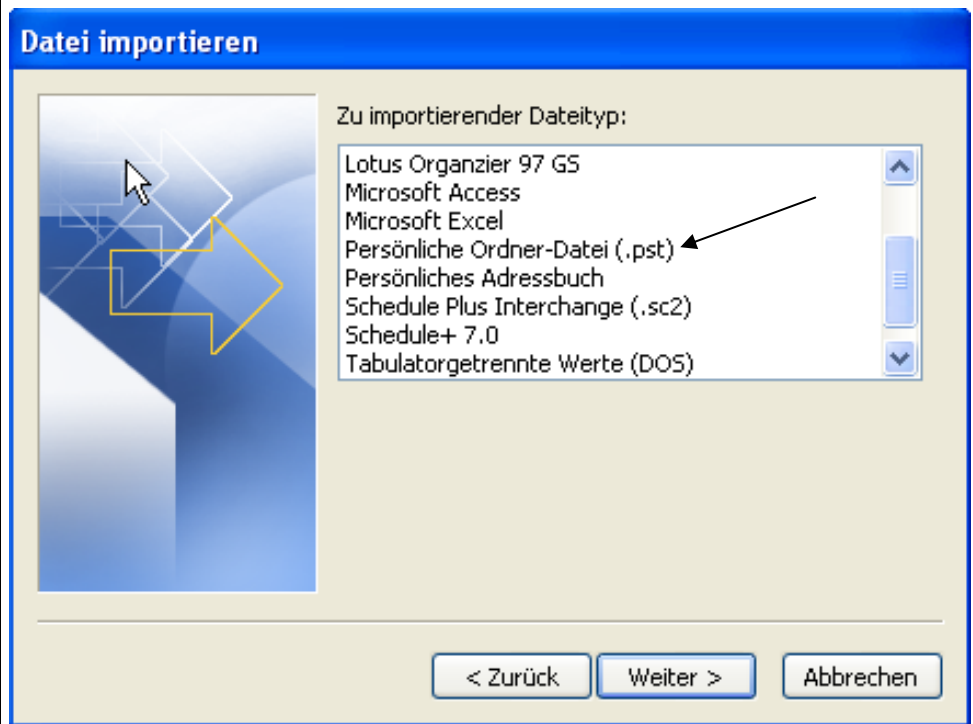 Datei importieren
Zu importierender Dateityp:
Lotus Organzier 97 GS
Microsoft Access
Microsoft Excel
Persönliche Ordner-Datei (.pst)
Persönliches Adressbuch
Schedule Plus Interchange (.sc2)
Schedule+ 7.0
Tabulatorgetrennte Werte (DOS)
< Zurück Weiter > Abbrechen